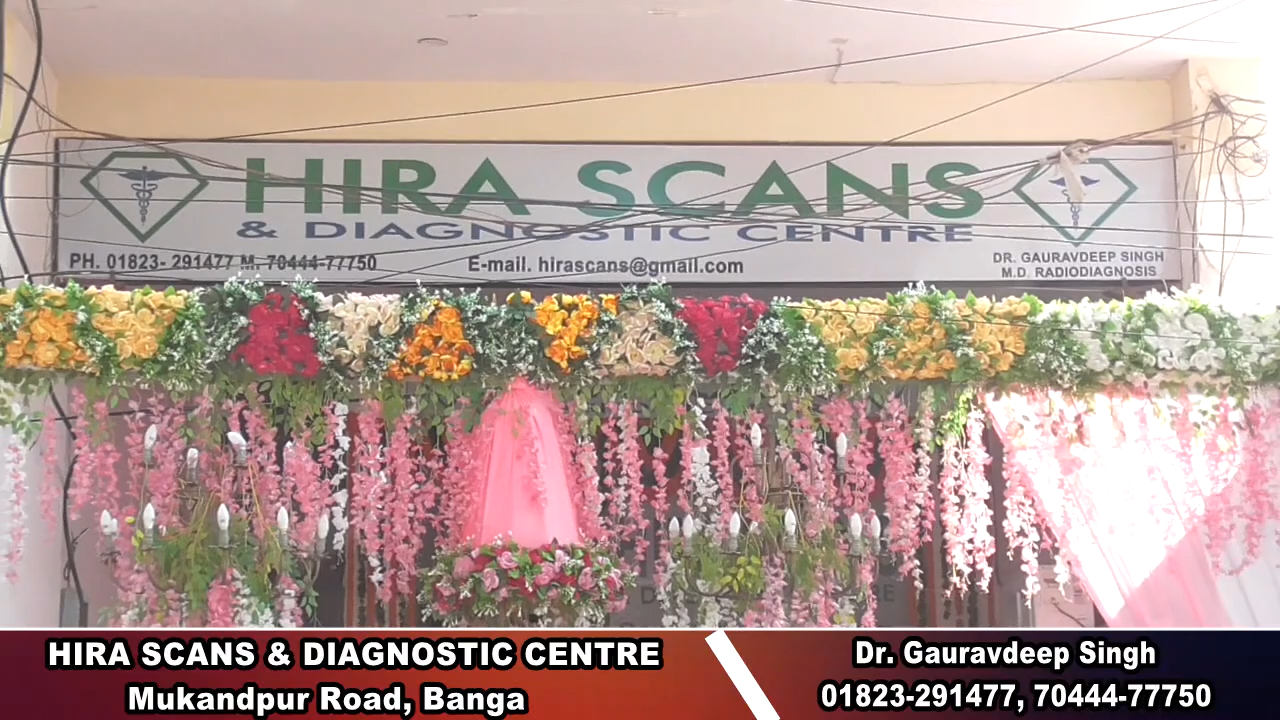 HIRA SCANS
& DIAGNOSTIC CENTRE
PH. 01823- 291477 M. 70444-77750
E-mail. hirascans@gmail.com
DR. GAURAVDEEP SINGH
M.D. RADIODIAGNOSIS
HIRA SCANS & DIAGNOSTIC CENTRE
Mukandpur Road, Banga
Dr. Gauravdeep Singh
01823-291477, 70444-77750